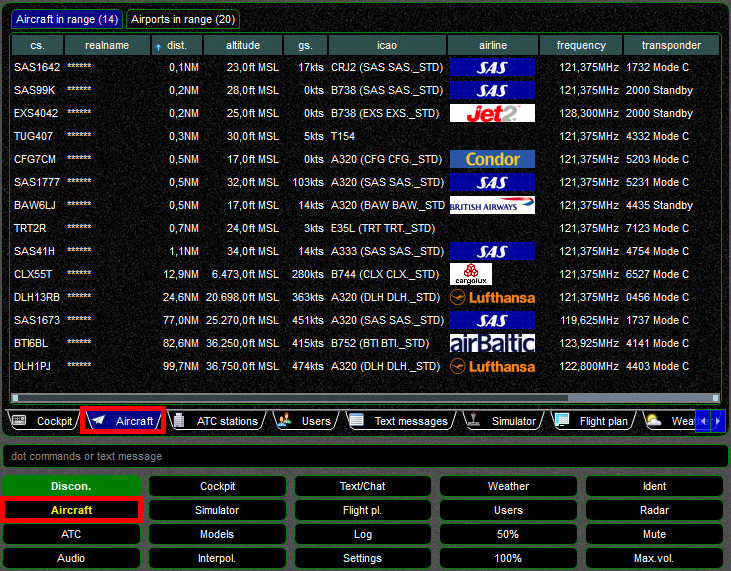 Aircraft in range (14) Airports in range (20)
cs. realname dist. altitude gs. icao airline frequency transponder
SAS1642 ****** 0,1NM 23,0ft MSL 17kts CRJ2 (SAS SAS._STD) SAS 121,375MHz 1732 Mode C
SAS99K ****** 0,2NM 28,0ft MSL 0kts B738 (SAS SAS._STD) SAS 121,375MHz 2000 Standby
EXS4042 ****** 0,2NM 25,0ft MSL 0kts B738 (EXS EXS._STD) Jet2 128,300MHz 2000 Standby
TUG407 ****** 0,3NM 30,0ft MSL 5kts T154 121,375MHz 4332 Mode C
CFG7CM ****** 0,5NM 17,0ft MSL 0kts A320 (CFG CFG._STD) Condor 121,375MHz 5203 Mode C
SAS1777 ****** 0,5NM 32,0ft MSL 103kts A320 (SAS SAS._STD) SAS 121,375MHz 5231 Mode C
BAW6LJ ****** 0,5NM 17,0ft MSL 14kts A320 (BAW BAW._STD) BRITISH AIRWAYS 121,375MHz 4435 Standby
TRT2R ****** 0,7NM 24,0ft MSL 3kts E35L (TRT TRT._STD) 121,375MHz 7123 Mode C
SAS41H ****** 1,1NM 34,0ft MSL 14kts A333 (SAS SAS._STD) SAS 121,375MHz 4754 Mode C
CLX55T ****** 12,9NM 6.473,0ft MSL 280kts B744 (CLX CLX._STD) cargolux 121,375MHz 6527 Mode C
DLH13RB ****** 24,6NM 20.698,0ft MSL 363kts A320 (DLH DLH._STD) Lufthansa 121,375MHz 0456 Mode C
SAS1673 ****** 77,0NM 25.270,0ft MSL 451kts A320 (SAS SAS._STD) SAS 119,625MHz 1737 Mode C
BTI6BL ****** 82,6NM 36.250,0ft MSL 415kts B752 (BTI BTI._STD) airBaltic 123,925MHz 4141 Mode C
DLH1PJ ****** 99,7NM 36.750,0ft MSL 474kts A320 (DLH DLH._STD) Lufthansa 122,800MHz 4403 Mode C
Cockpit Aircraft ATC stations Users Text messages Simulator Flight plan
.dot commands or text message
Discon. Cockpit Text/Chat Weather Ident
Aircraft Simulator Flight pl. Users Radar
ATC Models Log 50% Mute
Audio Interpol. Settings 100% Max.vol.